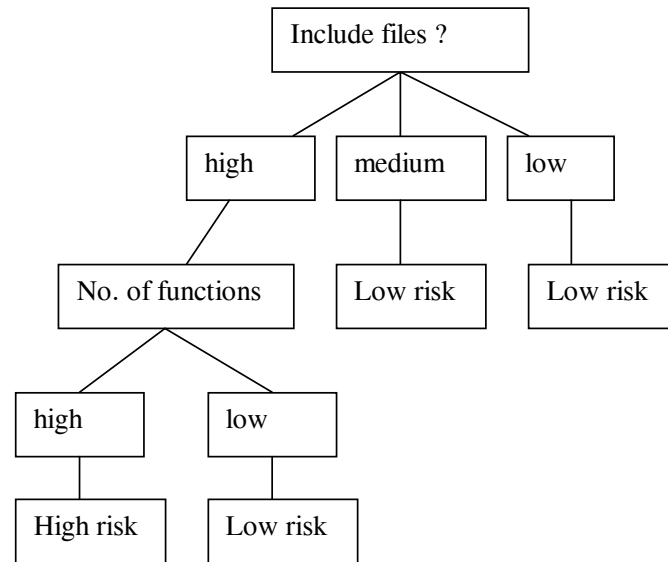 Include files ?
high
medium
low
No. of functions
Low risk
Low risk
high
low
High risk
Low risk